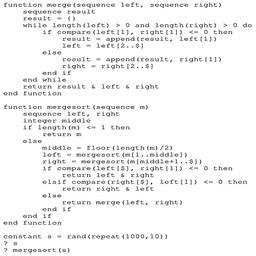 function merge(sequence left, sequence right)
sequence result
result = {}
while length(left) > 0 and length(right) > 0 do
if compare(left[1], right[1]) <= 0 then
result = append(result, left[1])
left = left[2..$]
else
result = append(result, right[1])
right = right[2..$]
end if
end while
return result & left & right
end function
function mergesort(sequence m)
sequence left, right
integer middle
if length(m) <= 1 then
return m
else
middle = floor(length(m)/2)
left = mergesort(m[1..middle])
right = mergesort(m[middle+1..$])
if compare(left[$], right[1]) <= 0 then
return left & right
elsif compare(right[$], left[1]) <= 0 then
return right & left
else
return merge(left, right)
end if
end if
end function
constant s = rand(repeat(1000,10))
? s
? mergesort(s)